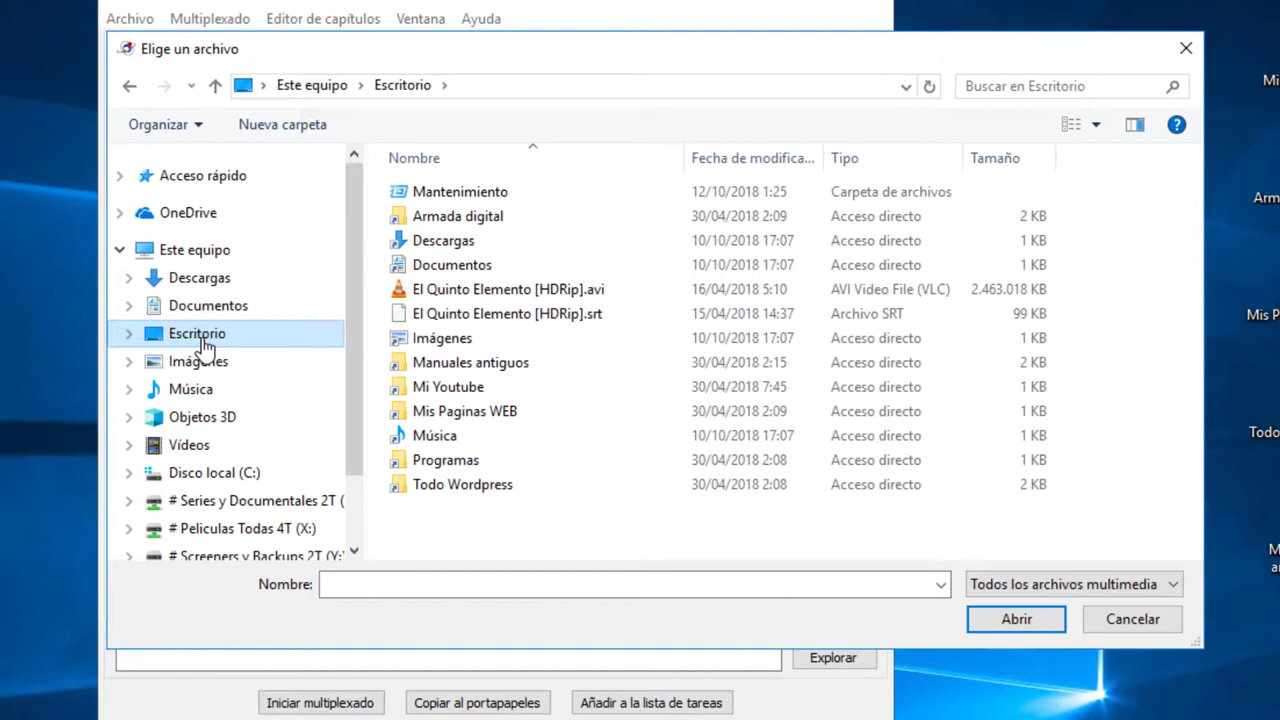 Archivo Multiplexado Editor de capítulos Ventana Ayuda
Elige un archivo
Este equipo Escritorio Buscar en Escritorio
Organizar Nueva carpeta
Nombre Fecha de modifica... Tipo Tamaño
Acceso rápido
OneDrive
Este equipo
Descargas
Documentos
Escritorio
Imágenes
Música
Objetos 3D
Vídeos
Disco local (C:)
# Series y Documentales 2T (
# Peliculas Todas 4T (X:)
# Screeners y Backups 2T (Y:
Mantenimiento 12/10/2018 1:25 Carpeta de archivos
Armada digital 30/04/2018 2:09 Acceso directo 2 KB
Descargas 10/10/2018 17:07 Acceso directo 1 KB
Documentos 10/10/2018 17:07 Acceso directo 1 KB
El Quinto Elemento [HDRip].avi 16/04/2018 5:10 AVI Video File (VLC) 2.463.018 KB
El Quinto Elemento [HDRip].srt 15/04/2018 14:37 Archivo SRT 99 KB
Imágenes 10/10/2018 17:07 Acceso directo 1 KB
Manuales antiguos 30/04/2018 2:15 Acceso directo 2 KB
Mi Youtube 30/04/2018 7:45 Acceso directo 1 KB
Mis Paginas WEB 30/04/2018 2:09 Acceso directo 1 KB
Música 10/10/2018 17:07 Acceso directo 1 KB
Programas 30/04/2018 2:08 Acceso directo 1 KB
Todo Wordpress 30/04/2018 2:08 Acceso directo 2 KB
Nombre: Todos los archivos multimedia
Abrir Cancelar
Explorar
Iniciar multiplexado Copiar al portapapeles Añadir a la lista de tareas
Mi
Arm
Mis P
Todo
M
a